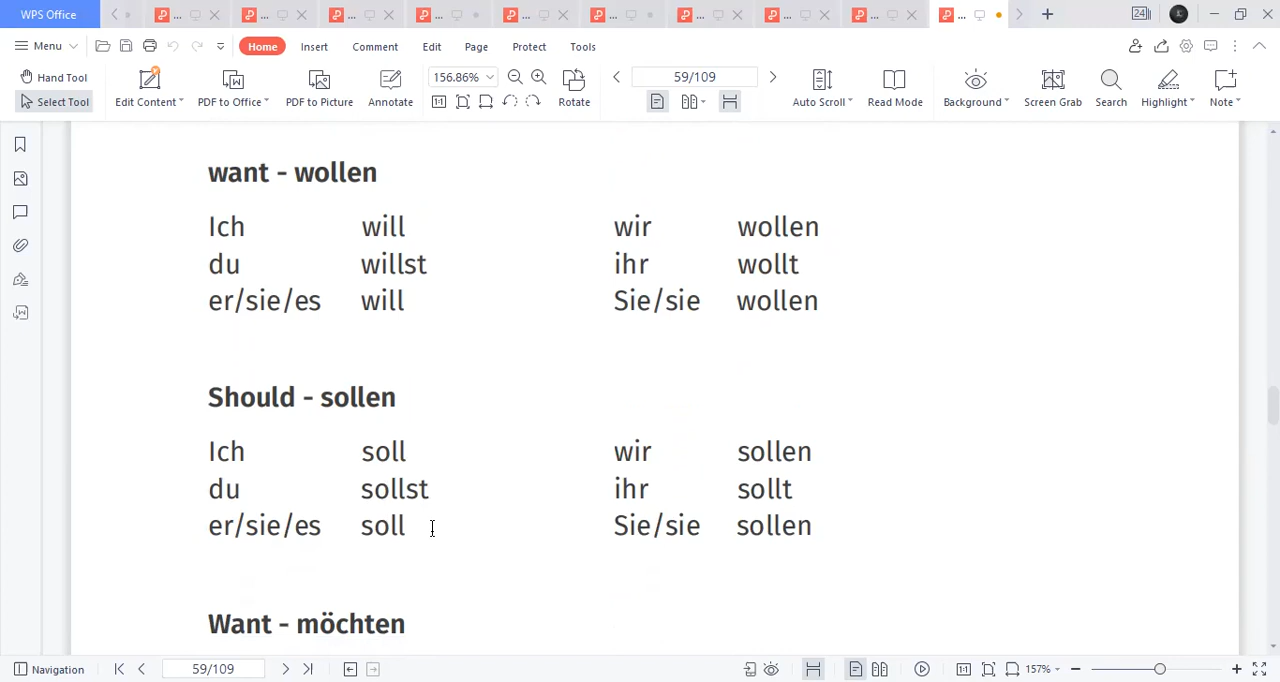 WPS Office
... ... ... ... ... ... ... ... ... ...
Menu Home Insert Comment Edit Page Protect Tools
Hand Tool 156.86% 59/109
Select Tool Edit Content PDF to Office PDF to Picture Annotate Rotate Auto Scroll Read Mode Background Screen Grab Search Highlight Note
want - wollen
Ich will wir wollen
du willst ihr wollt
er/sie/es will Sie/sie wollen
Should - sollen
Ich soll wir sollen
du sollst ihr sollt
er/sie/es soll Sie/sie sollen
Want - möchten
Navigation 59/109 157%